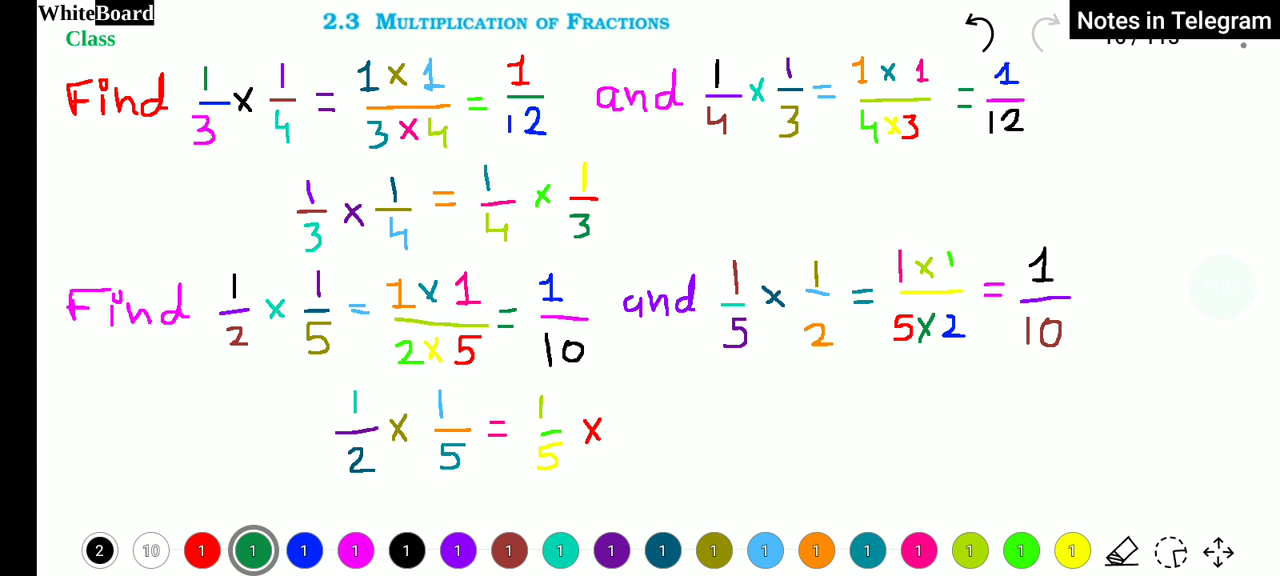 WhiteBoard
Class
2.3 MULTIPLICATION OF FRACTIONS
Notes in Telegram
Find 1/3 × 1/4 = 1 × 1 / 3 × 4 = 1/12 and 1/4 × 1/3 = 1 × 1 / 4 × 3 = 1/12
1/3 × 1/4 = 1/4 × 1/3
Find 1/2 × 1/5 = 1 × 1 / 2 × 5 = 1/10 and 1/5 × 1/2 = 1 × 1 / 5 × 2 = 1/10
1/2 × 1/5 = 1/5 ×
2 10 1 1 1 1 1 1 1 1 1 1 1 1 1 1 1 1 1 1